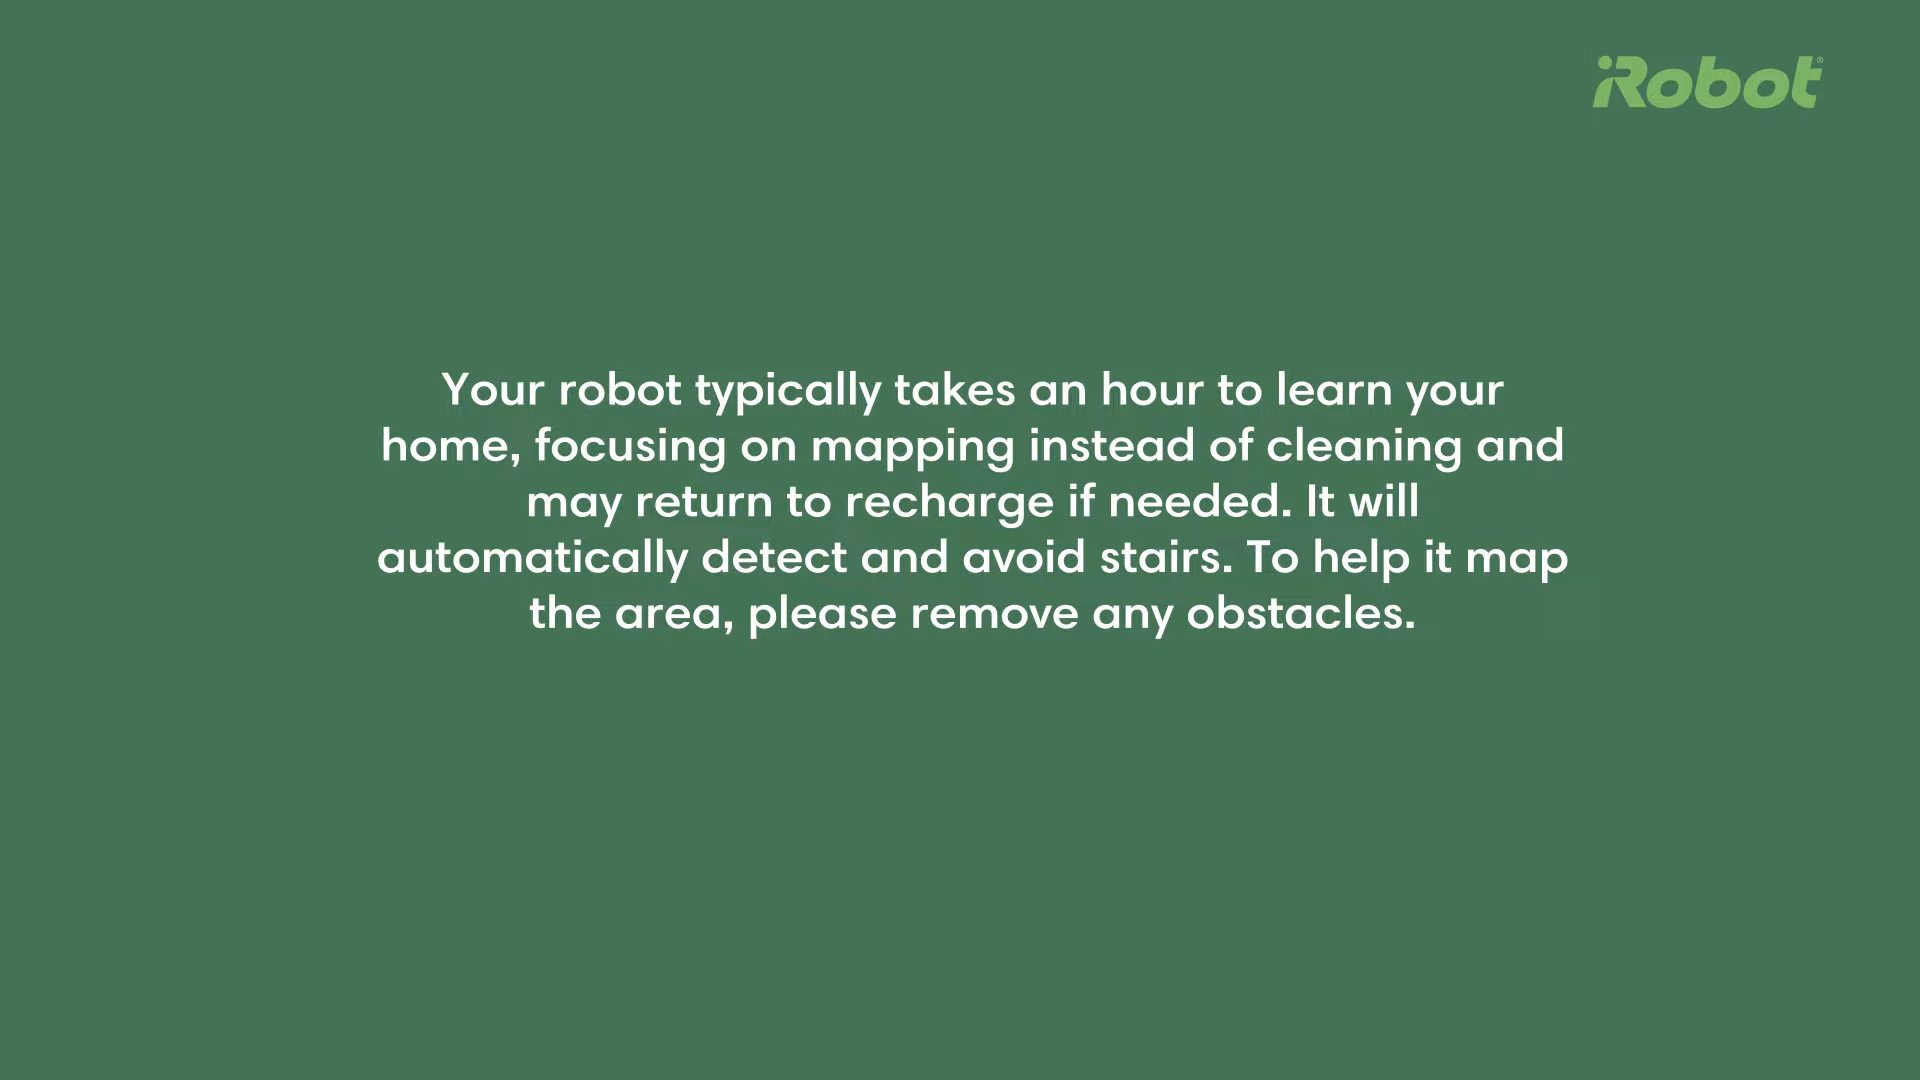 iRobot®
Your robot typically takes an hour to learn your
home, focusing on mapping instead of cleaning and
may return to recharge if needed. It will
automatically detect and avoid stairs. To help it map
the area, please remove any obstacles.